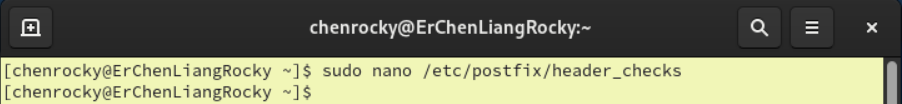 chenrocky@ErChenLiangRocky:~
[chenrocky@ErChenLiangRocky ~]$ sudo nano /etc/postfix/header_checks
[chenrocky@ErChenLiangRocky ~]$